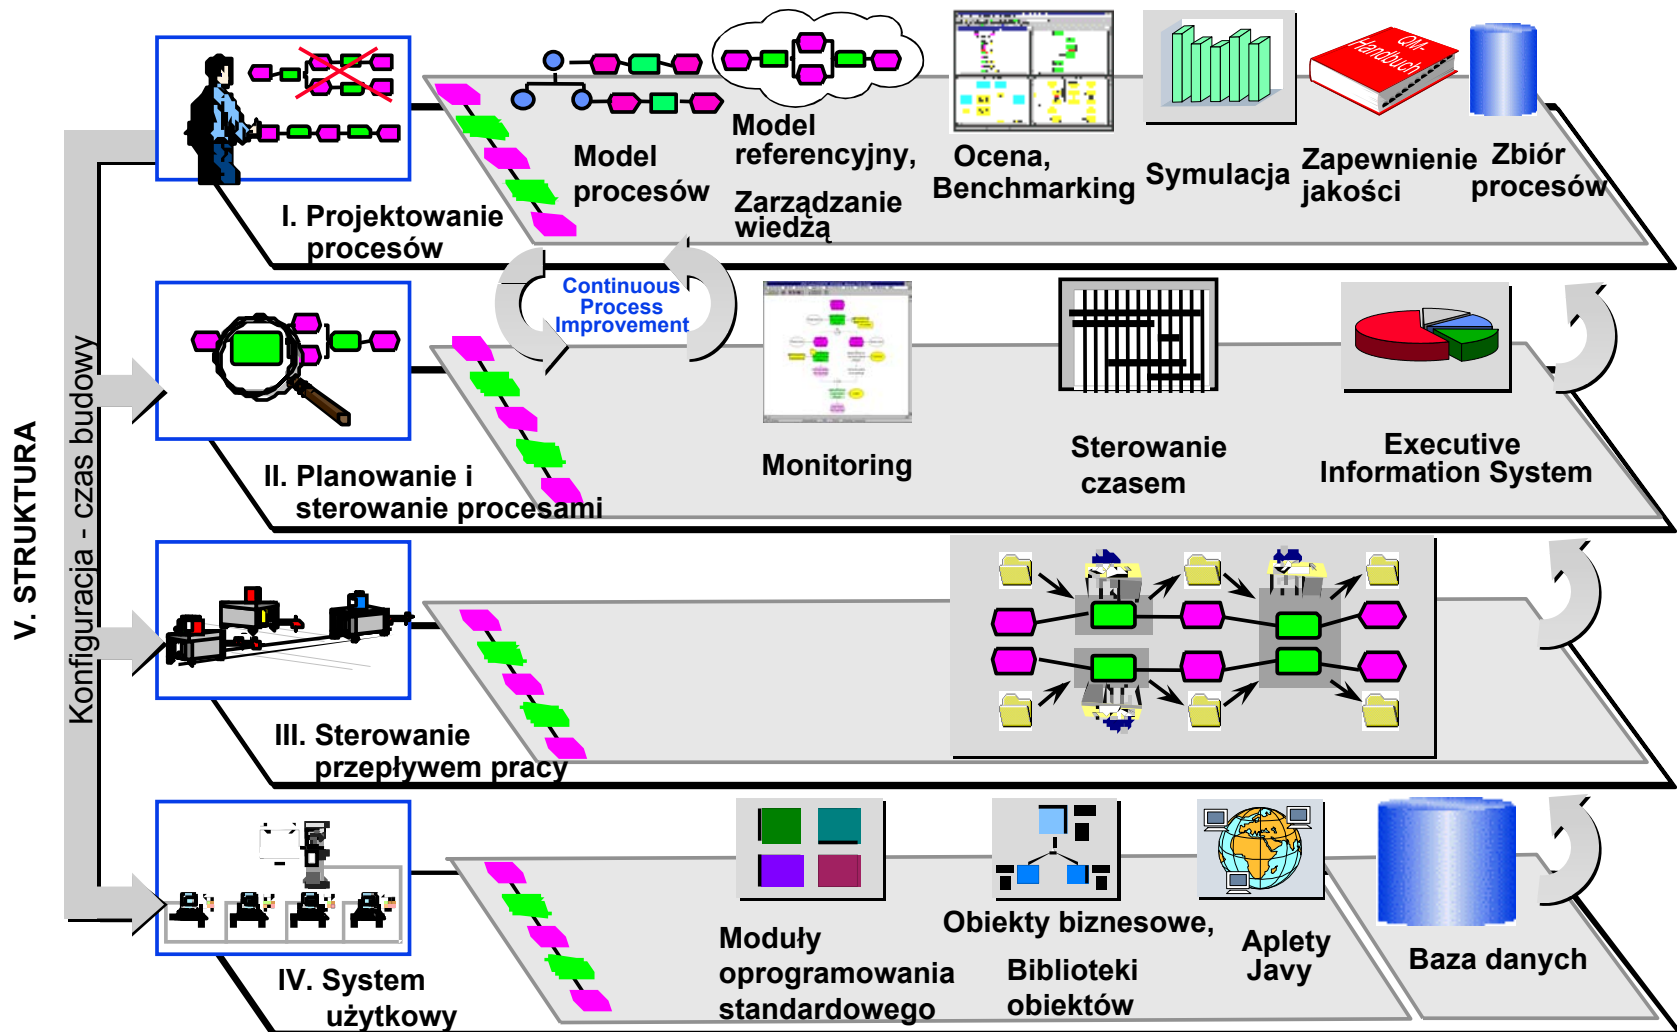 V. STRUKTURA
Konfiguracja - czas budowy
I. Projektowanie
procesów
Model
procesów
Model
referencyjny,
Zarządzanie
wiedzą
Ocena,
Benchmarking
Symulacja
QM-
Handbuch
Zapewnienie
jakości
Zbiór
procesów
Continuous
Process
Improvement
II. Planowanie i
sterowanie procesami
Monitoring
Sterowanie
czasem
Executive
Information System
III. Sterowanie
przepływem pracy
IV. System
użytkowy
Moduły
oprogramowania
standardowego
Obiekty biznesowe,
Biblioteki
obiektów
Aplety
Javy
Baza danych